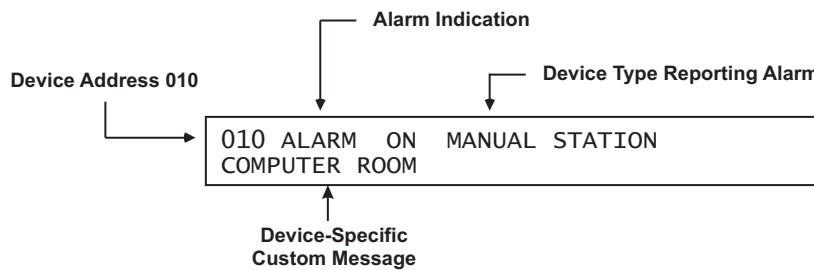 Alarm Indication
Device Address 010
Device Type Reporting Alarm
010 ALARM ON MANUAL STATION
COMPUTER ROOM
Device-Specific
Custom Message